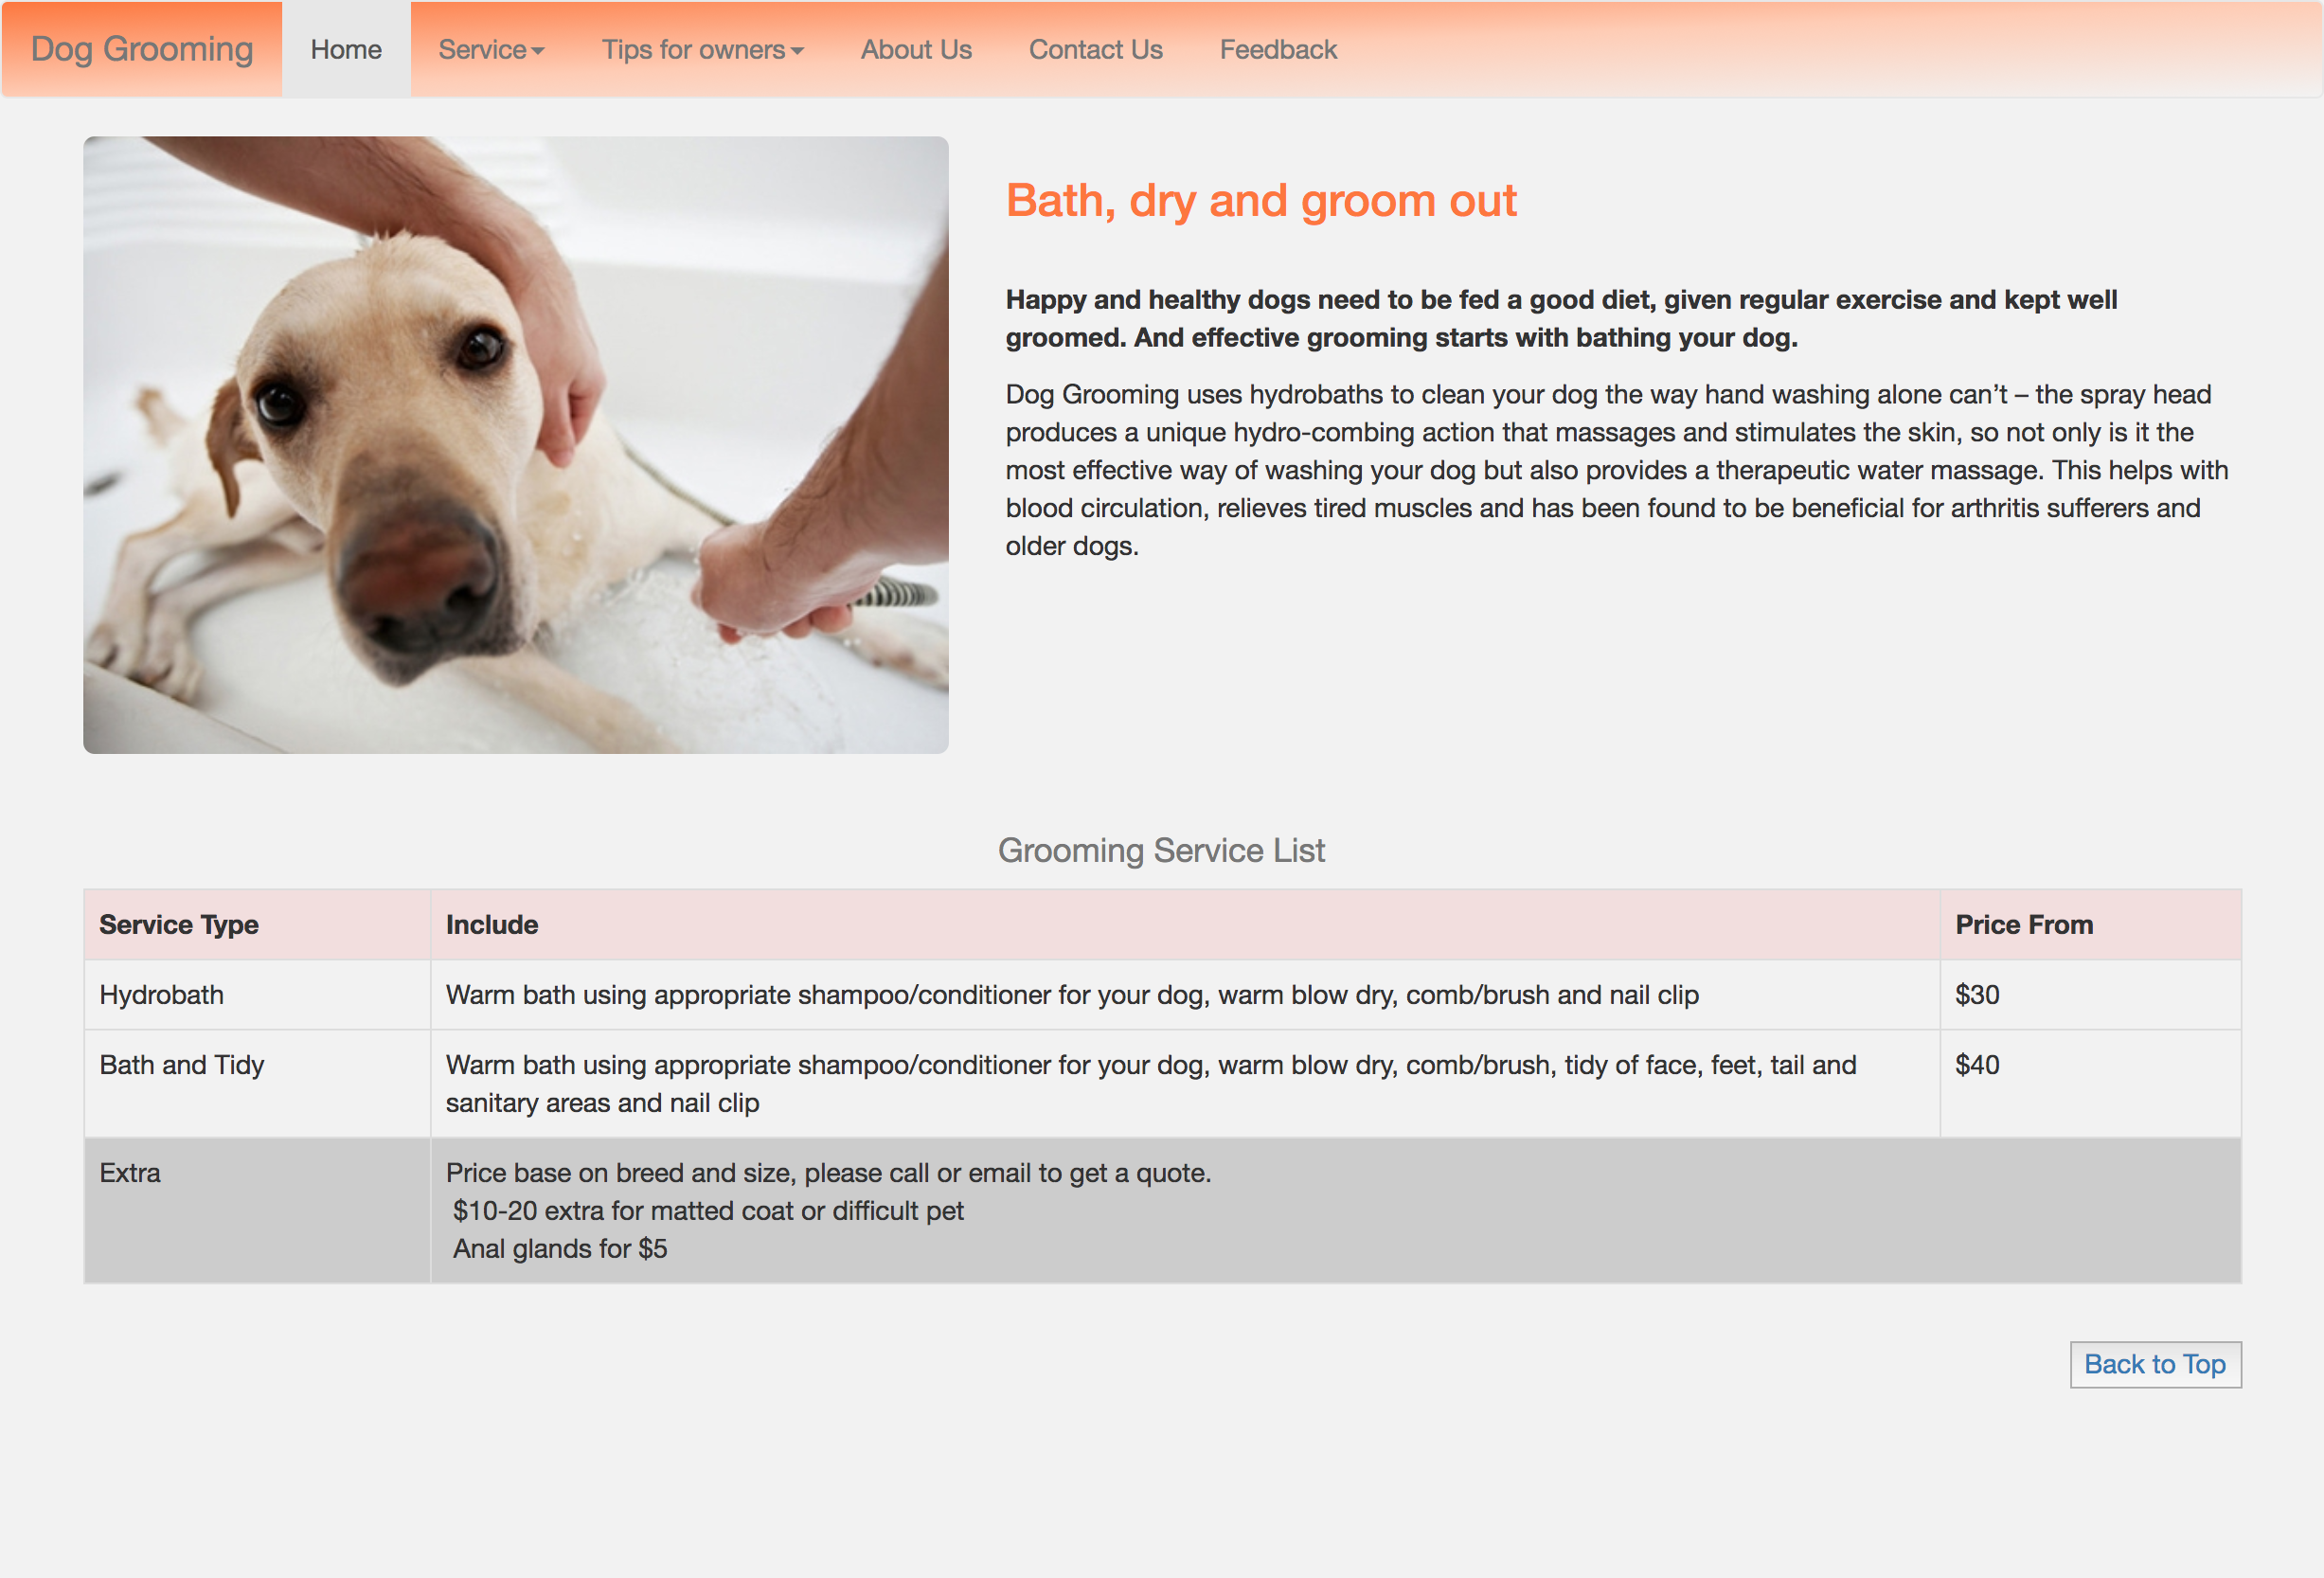 Dog Grooming Home Service Tips for owners About Us Contact Us Feedback
Bath, dry and groom out
Happy and healthy dogs need to be fed a good diet, given regular exercise and kept well
groomed. And effective grooming starts with bathing your dog.
Dog Grooming uses hydrobaths to clean your dog the way hand washing alone can’t – the spray head
produces a unique hydro-combing action that massages and stimulates the skin, so not only is it the
most effective way of washing your dog but also provides a therapeutic water massage. This helps with
blood circulation, relieves tired muscles and has been found to be beneficial for arthritis sufferers and
older dogs.
Grooming Service List
Service Type Include Price From
Hydrobath Warm bath using appropriate shampoo/conditioner for your dog, warm blow dry, comb/brush and nail clip $30
Bath and Tidy Warm bath using appropriate shampoo/conditioner for your dog, warm blow dry, comb/brush, tidy of face, feet, tail and $40
sanitary areas and nail clip
Extra Price base on breed and size, please call or email to get a quote.
$10-20 extra for matted coat or difficult pet
Anal glands for $5
Back to Top